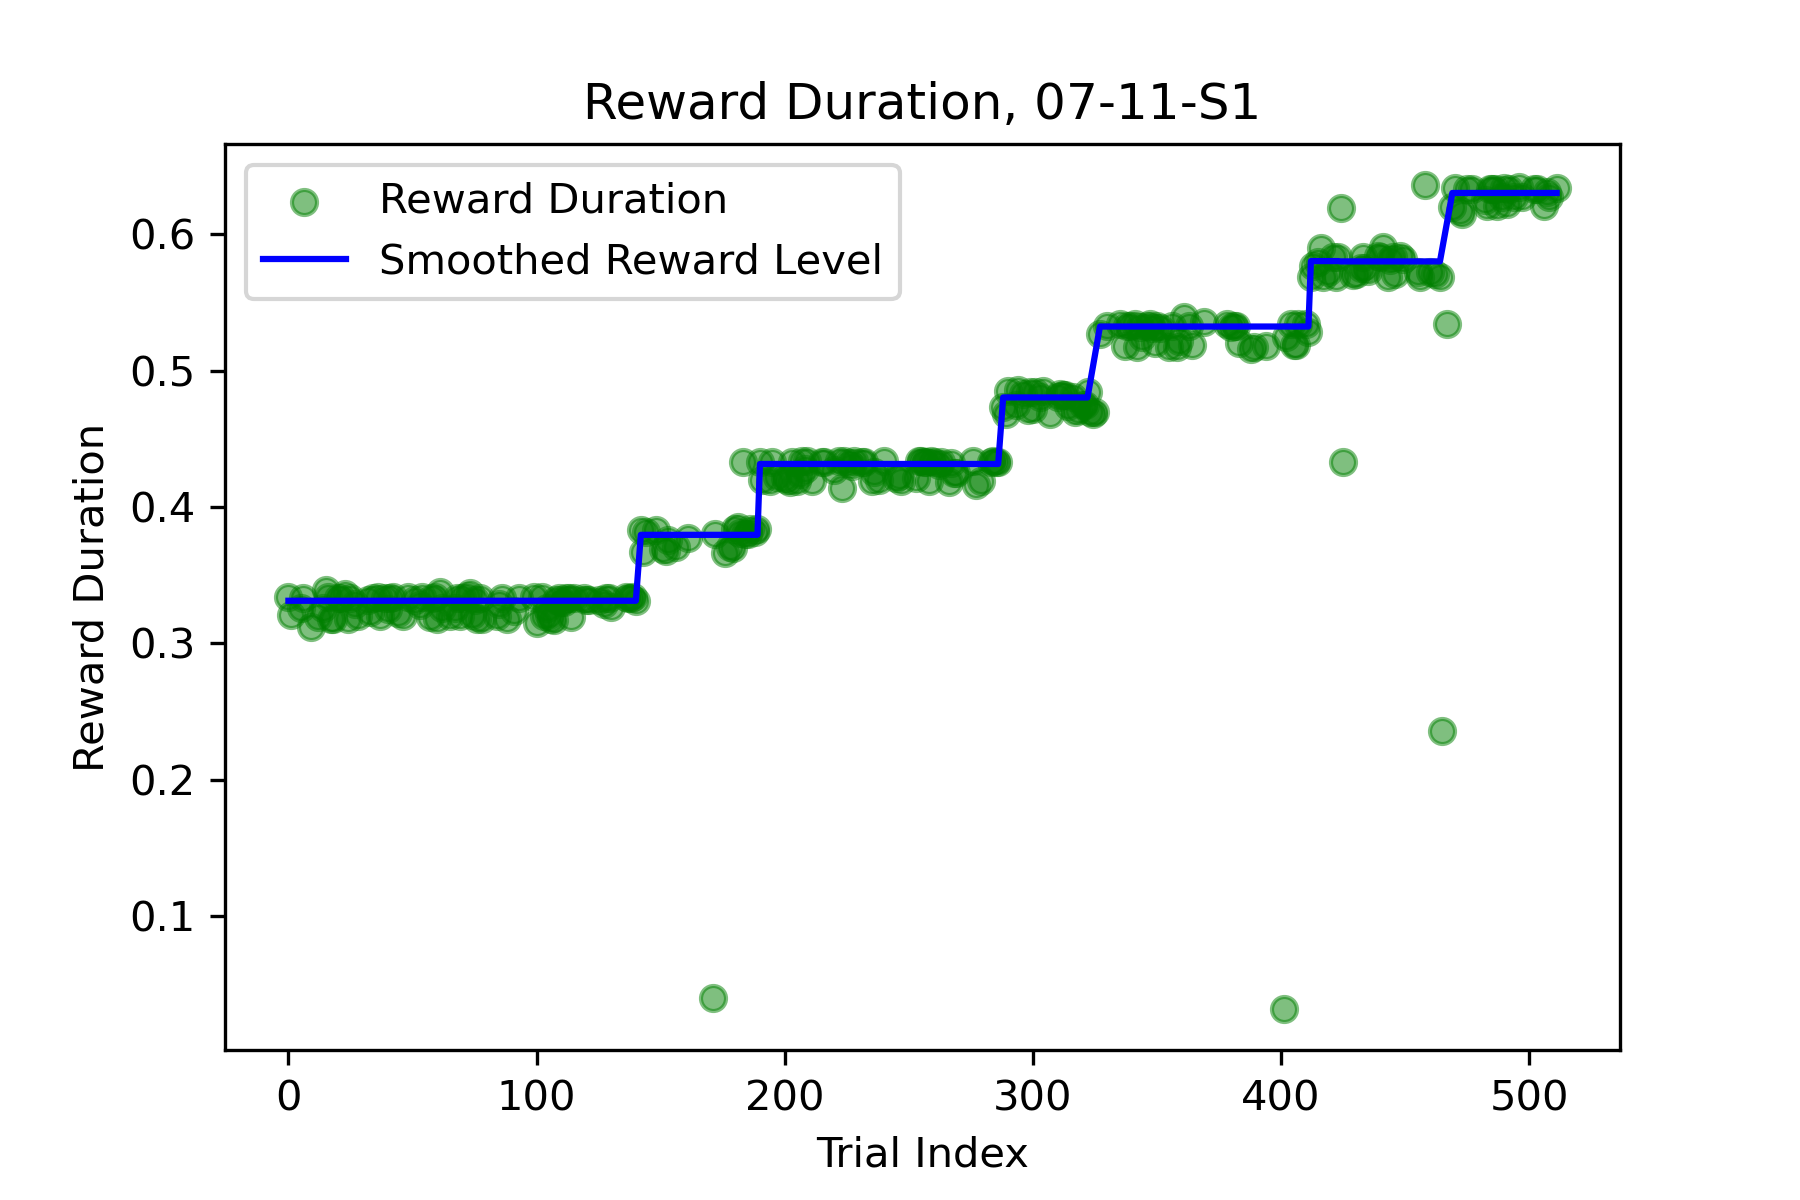 Reward Duration, 07-11-S1
Reward Duration
Smoothed Reward Level
0.6
0.5
0.4
0.3
0.2
0.1
Reward Duration
0 100 200 300 400 500
Trial Index